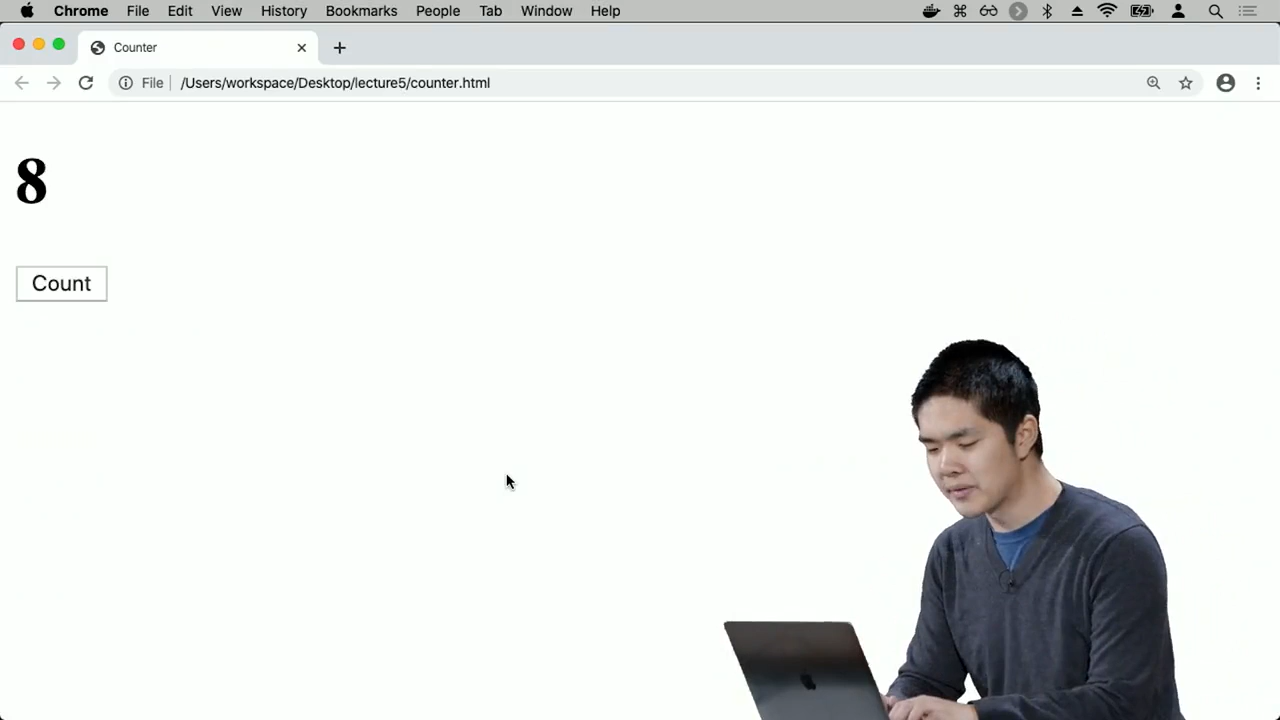 Chrome File Edit View History Bookmarks People Tab Window Help
Counter
File /Users/workspace/Desktop/lecture5/counter.html
8
Count